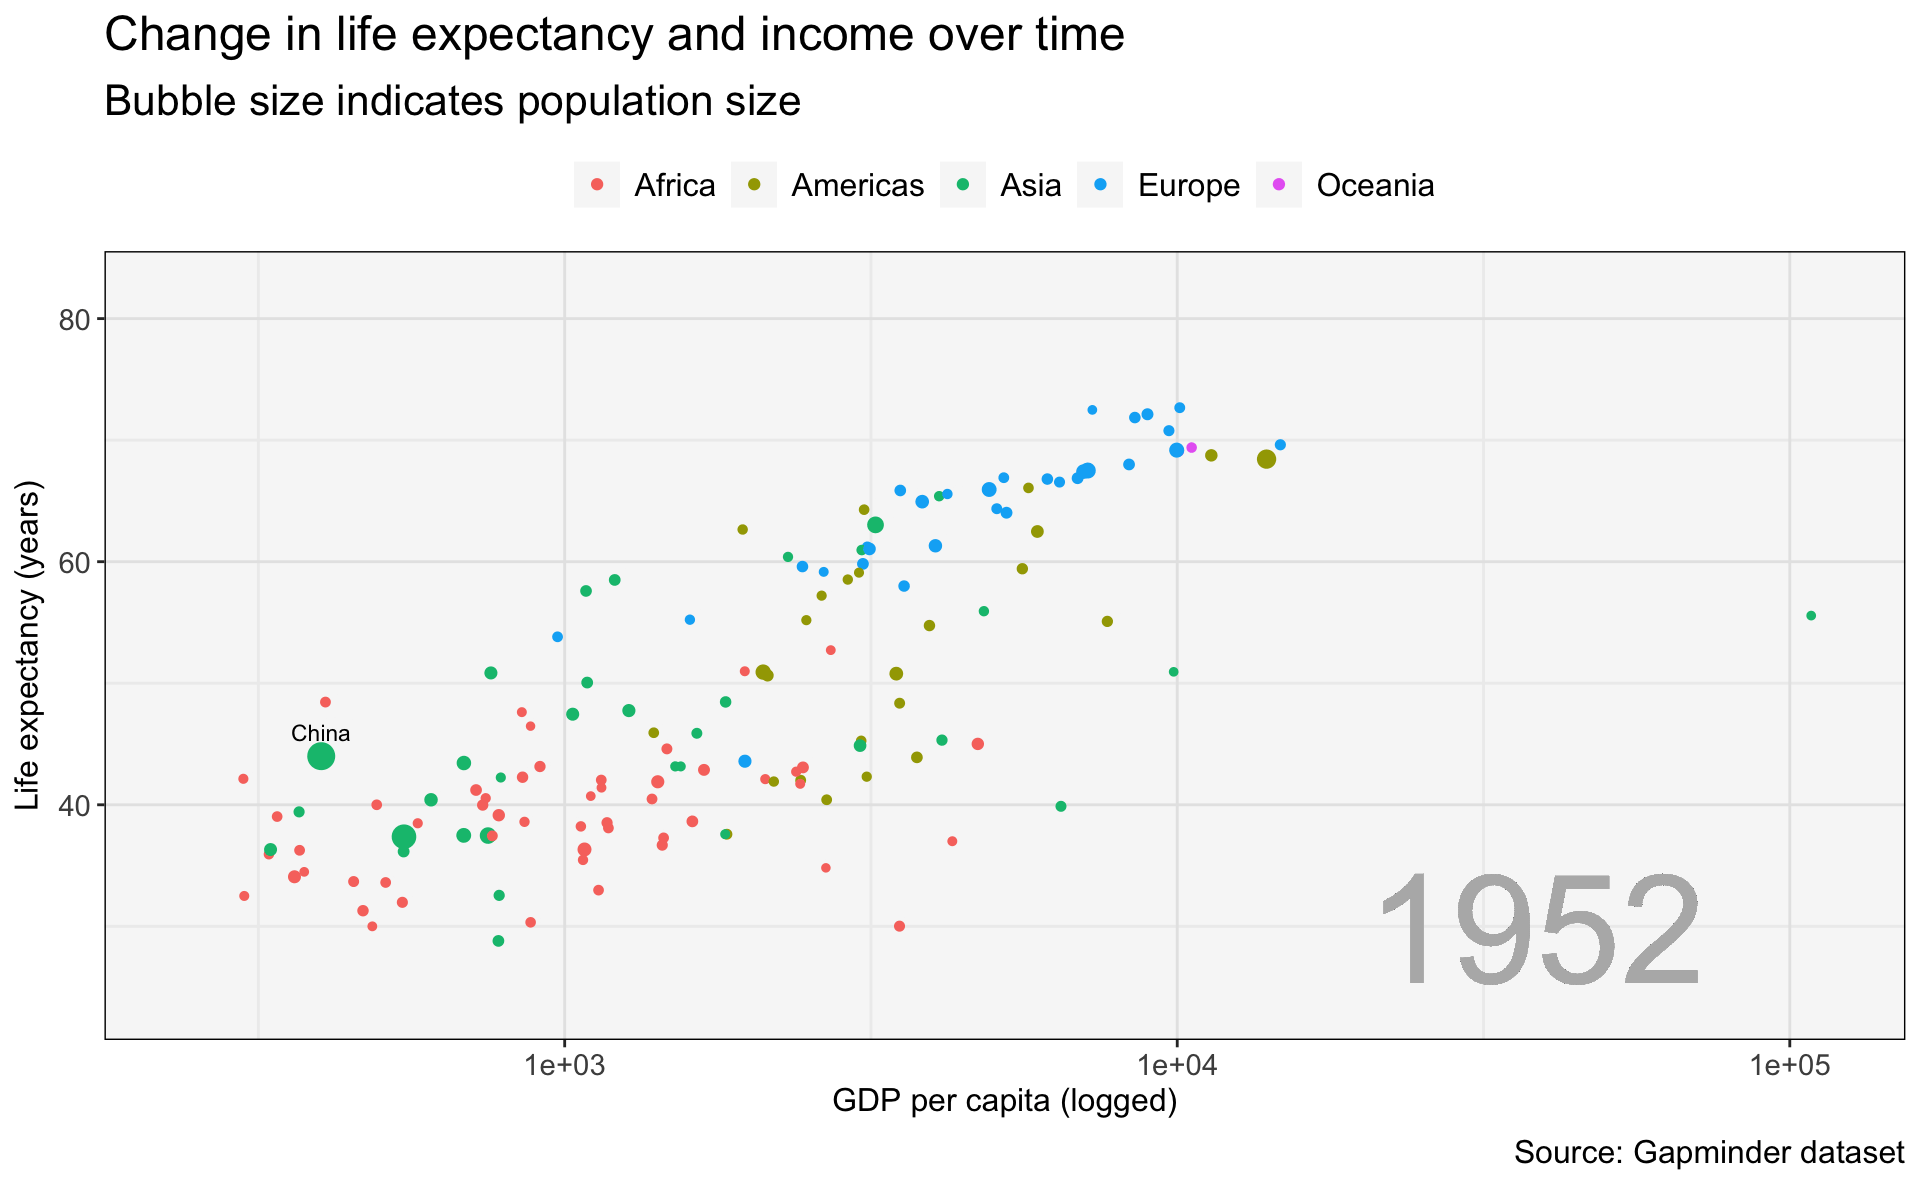 Change in life expectancy and income over time
Bubble size indicates population size
Africa Americas Asia Europe Oceania
80
60
40
Life expectancy (years)
China
1952
1e+03 1e+04 1e+05
GDP per capita (logged)
Source: Gapminder dataset